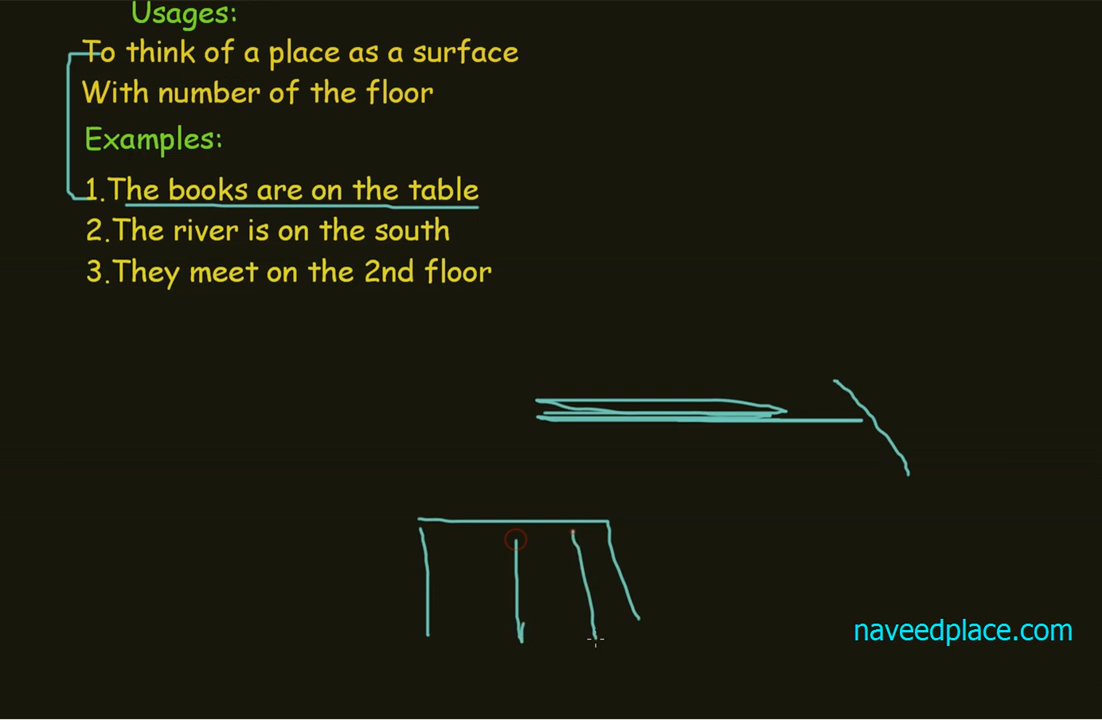 Usages:
To think of a place as a surface
With number of the floor
Examples:
1.The books are on the table
2.The river is on the south
3.They meet on the 2nd floor
naveedplace.com